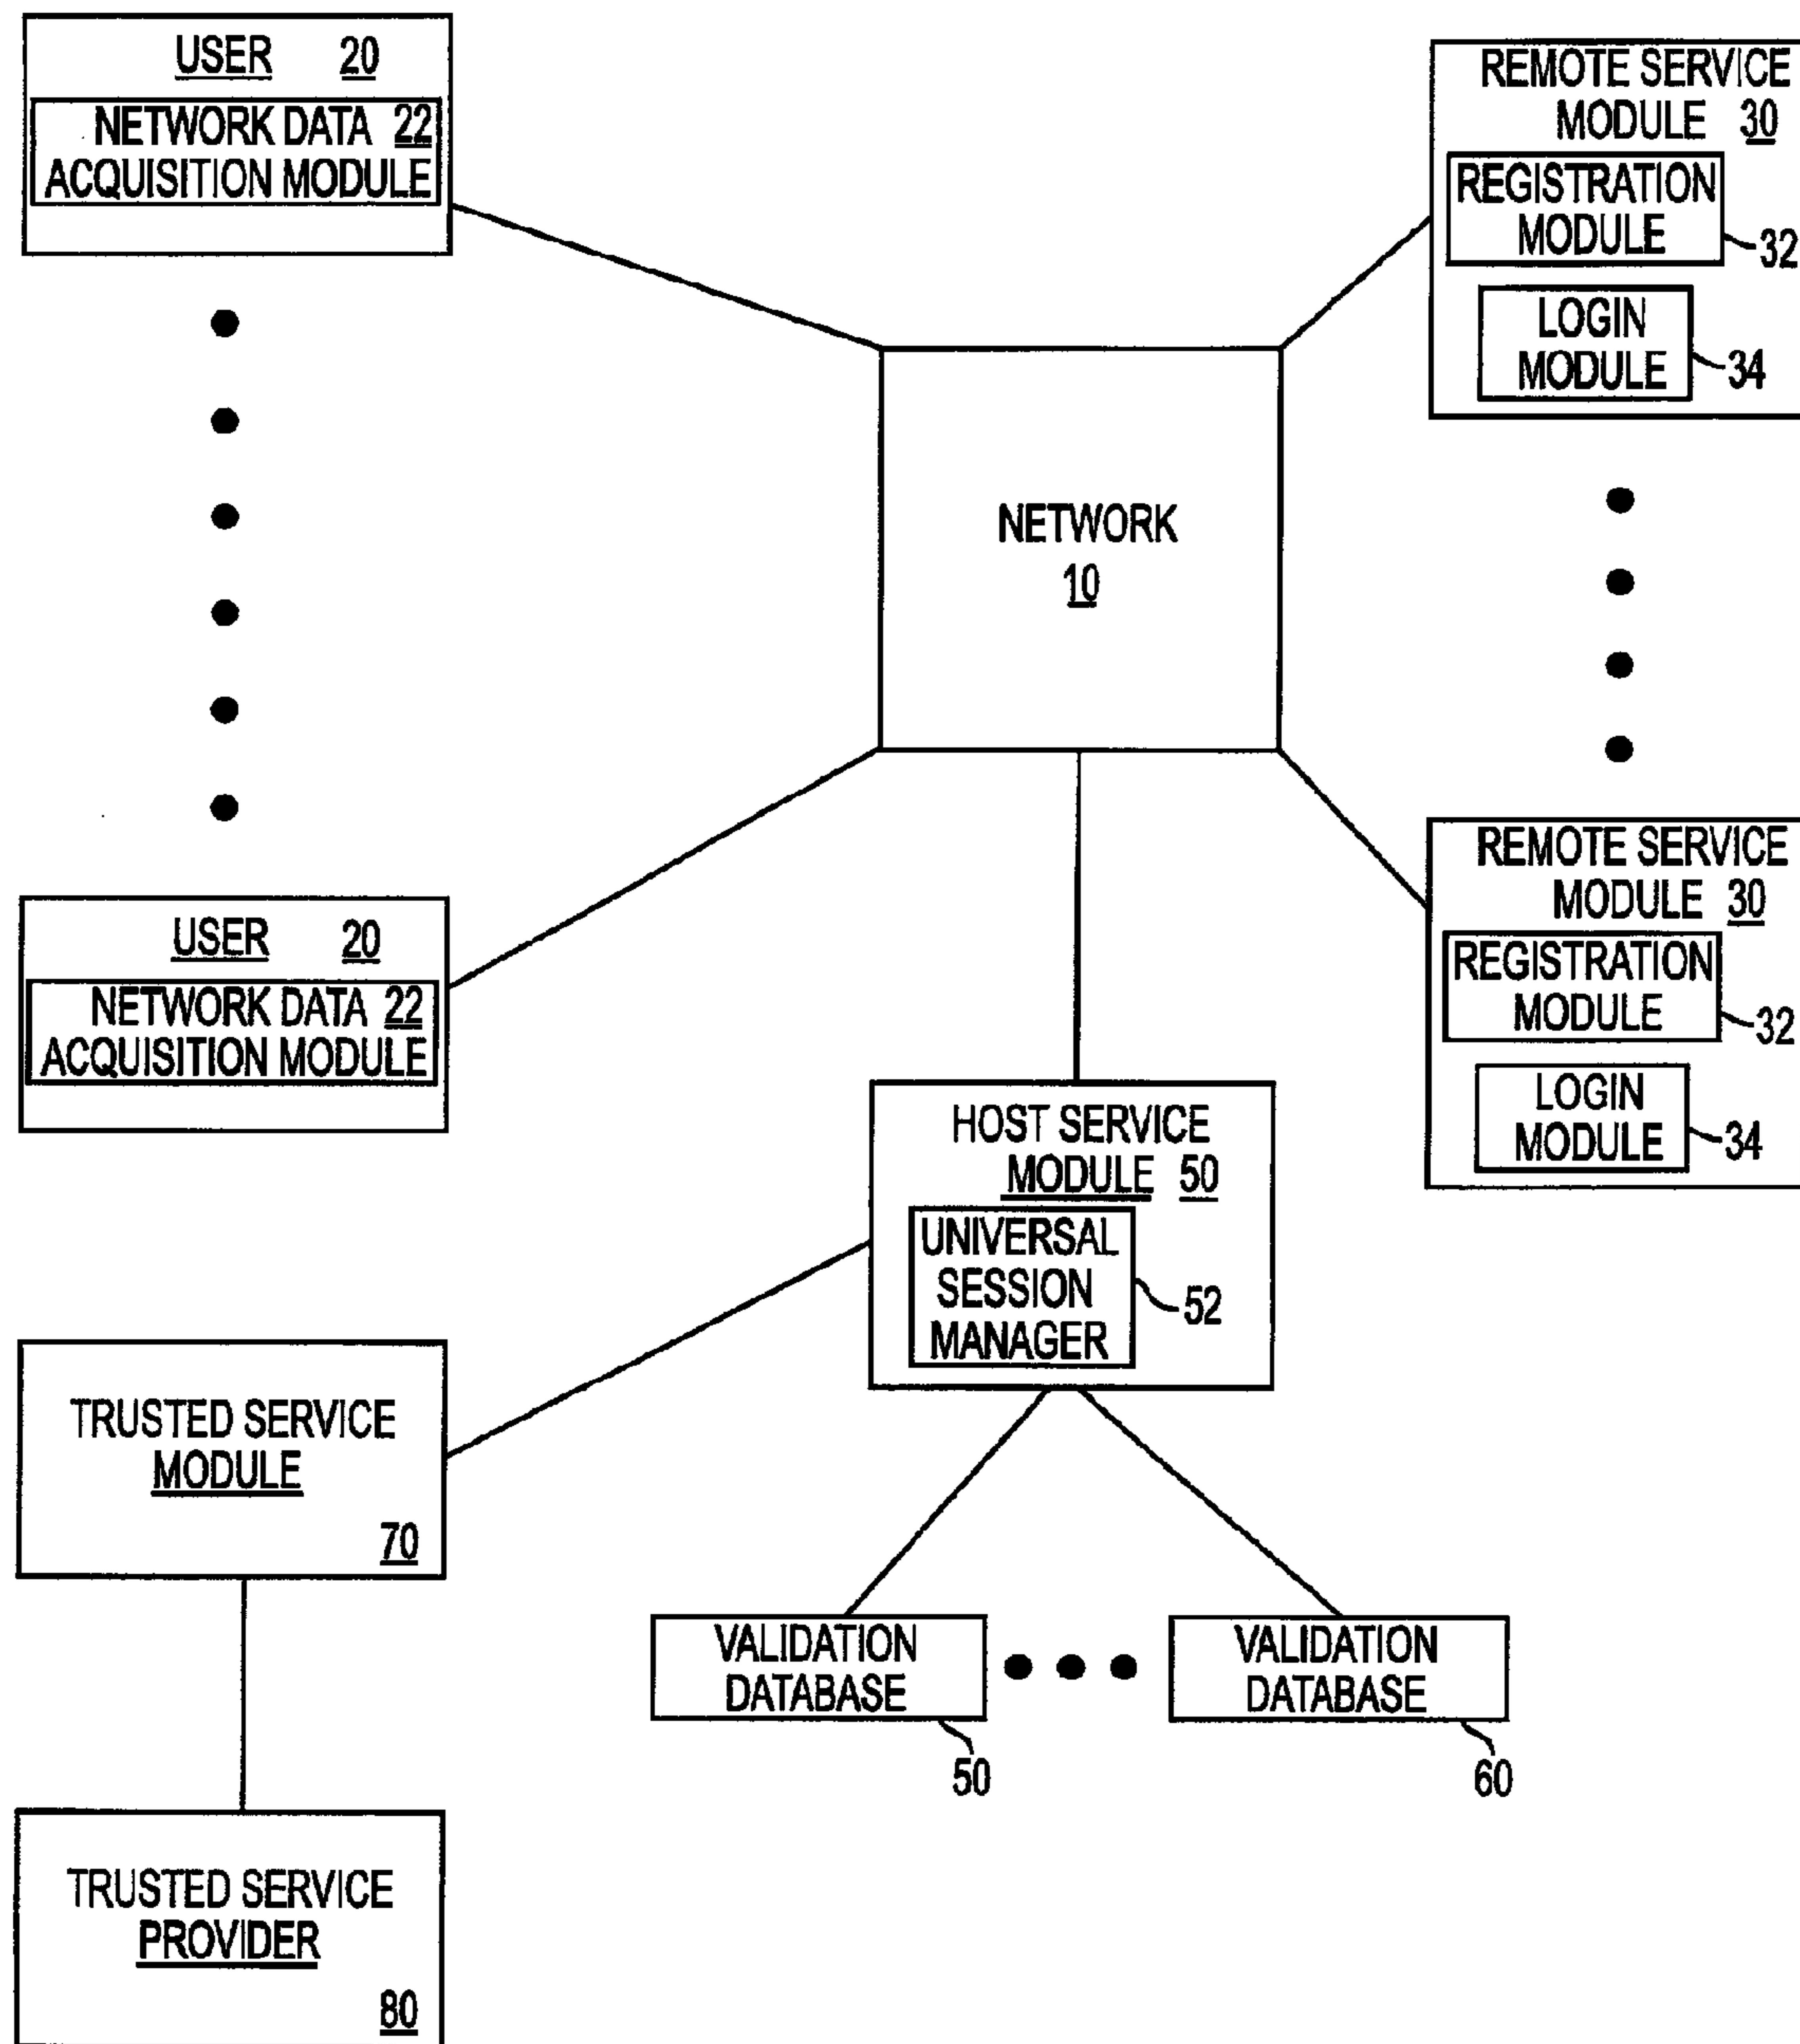 USER 20
NETWORK DATA 22
ACQUISITION MODULE
REMOTE SERVICE
MODULE 30
REGISTRATION
MODULE
32
LOGIN
MODULE
34
NETWORK
10
USER 20
NETWORK DATA 22
ACQUISITION MODULE
REMOTE SERVICE
MODULE 30
REGISTRATION
MODULE
32
LOGIN
MODULE
34
HOST SERVICE
MODULE 50
UNIVERSAL
SESSION
MANAGER
52
TRUSTED SERVICE
MODULE
70
VALIDATION
DATABASE
50
VALIDATION
DATABASE
60
TRUSTED SERVICE
PROVIDER
80